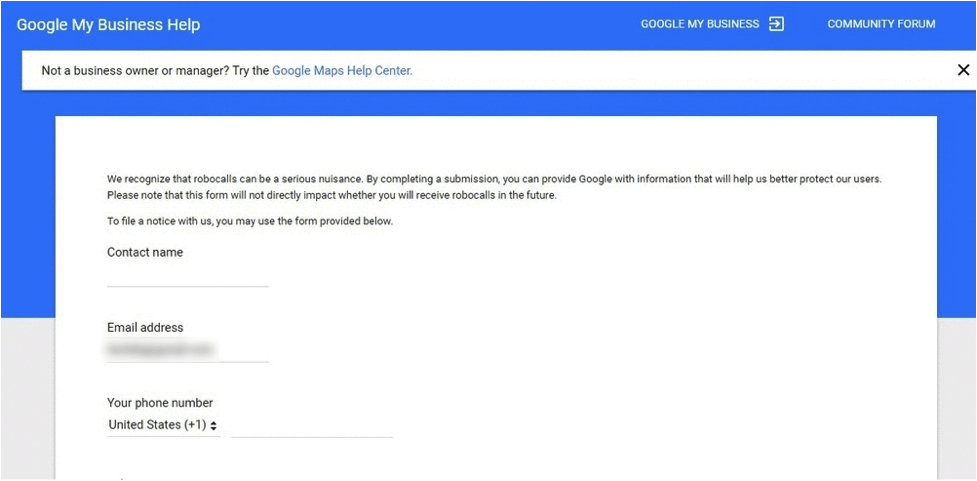 Google My Business Help
GOOGLE MY BUSINESS
COMMUNITY FORUM
Not a business owner or manager? Try the Google Maps Help Center.
We recognize that robocalls can be a serious nuisance. By completing a submission, you can provide Google with information that will help us better protect our users.
Please note that this form will not directly impact whether you will receive robocalls in the future.
To file a notice with us, you may use the form provided below.
Contact name
Email address
Your phone number
United States (+1)